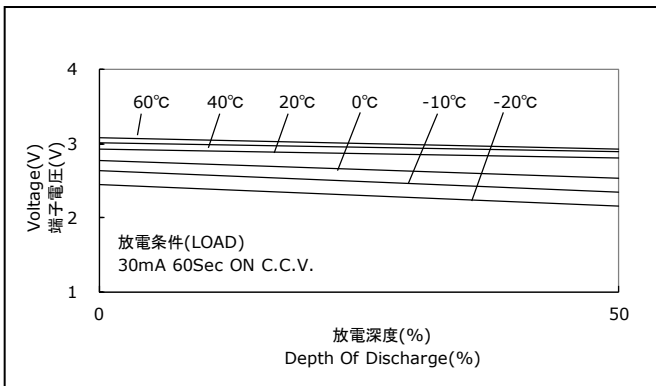 4
60℃ 40℃ 20℃ 0℃ -10℃ -20℃
3
Voltage(V)
端子電圧(V)
2
放電条件(LOAD)
30mA 60Sec ON C.C.V.
1
0 50
放電深度(%)
Depth Of Discharge(%)